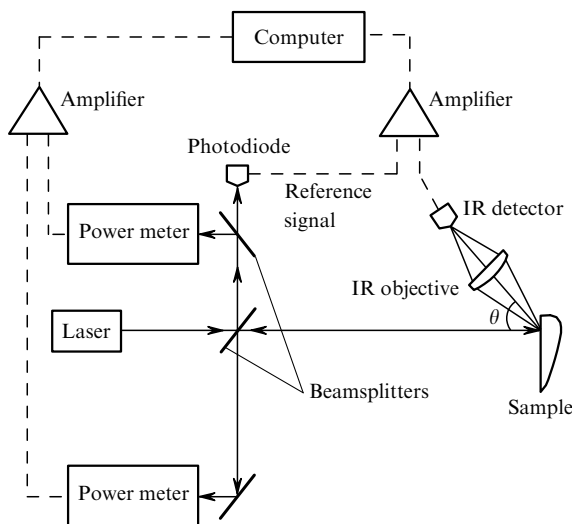 Computer
Amplifier
Amplifier
Photodiode
Reference
signal
IR detector
Power meter
IR objective
Laser
θ
Beamsplitters
Sample
Power meter